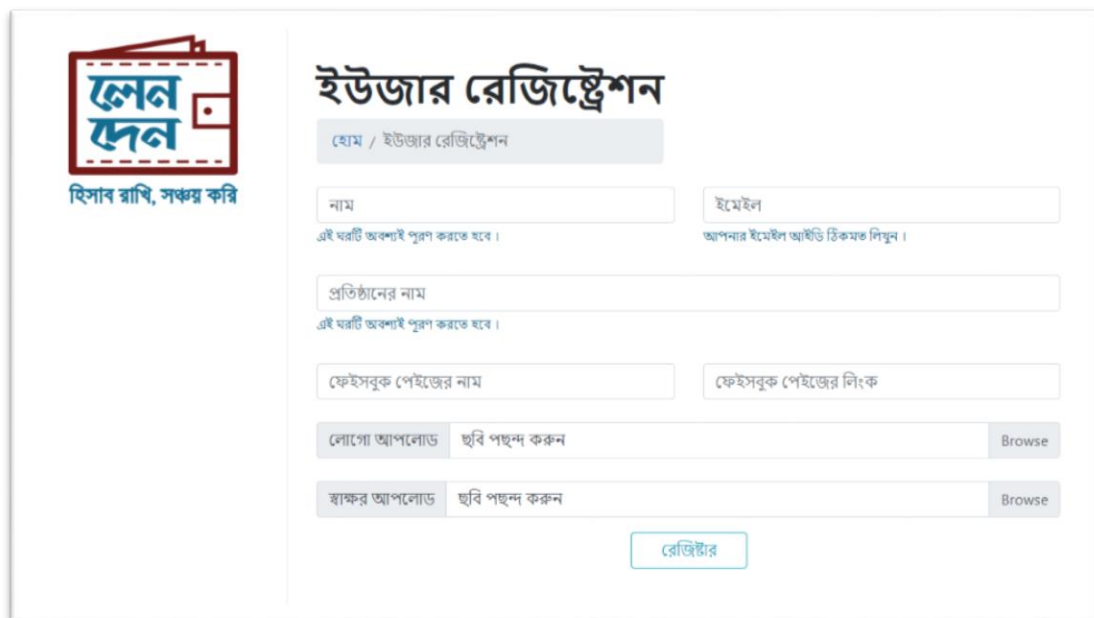 লেন
দেন
হিসাব রাখি, সঞ্চয় করি
ইউজার রেজিষ্ট্রেশন
হোম / ইউজার রেজিষ্ট্রেশন
নাম
ইমেইল
এই ঘরটি অবশ্যই পূরণ করতে হবে ।
আপনার ইমেইল আইডি ঠিকমত লিখুন ।
প্রতিষ্ঠানের নাম
এই ঘরটি অবশ্যই পূরণ করতে হবে ।
ফেইসবুক পেইজের নাম
ফেইসবুক পেইজের লিংক
লোগো আপলোড ছবি পছন্দ করুন Browse
স্বাক্ষর আপলোড ছবি পছন্দ করুন Browse
রেজিষ্টার